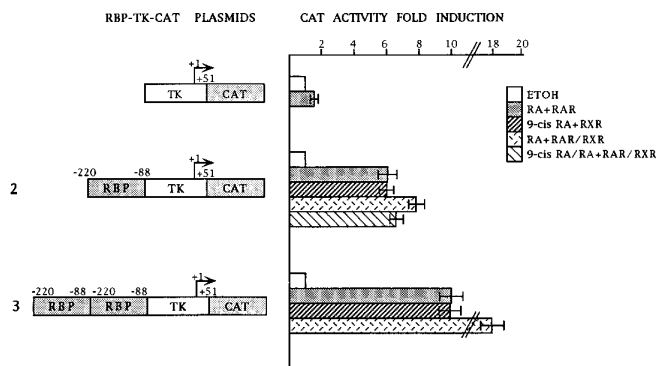 RBP-TK-CAT PLASMIDS
CAT ACTIVITY FOLD INDUCTION
2 4 6 8 10 18 20
+1
+51
TK CAT
ETOH
RA+RAR
9-cis RA+RXR
RA+RAR/RXR
9-cis RA/RA+RAR/RXR
2
-220 -88 +1
+51
RBP TK CAT
3
-220 -88 -220 -88 +1
+51
RBP RBP TK CAT